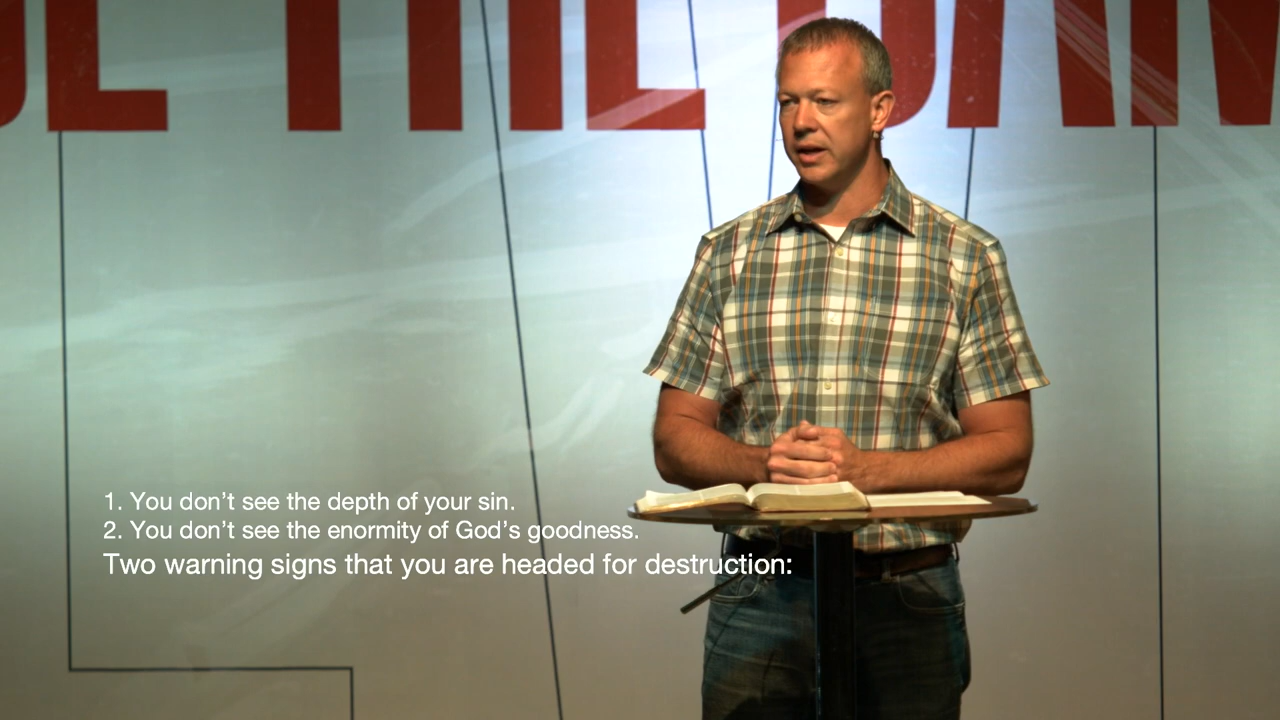 THE
1. You don't see the depth of your sin.
2. You don't see the enormity of God's goodness.
Two warning signs that you are headed for destruction: